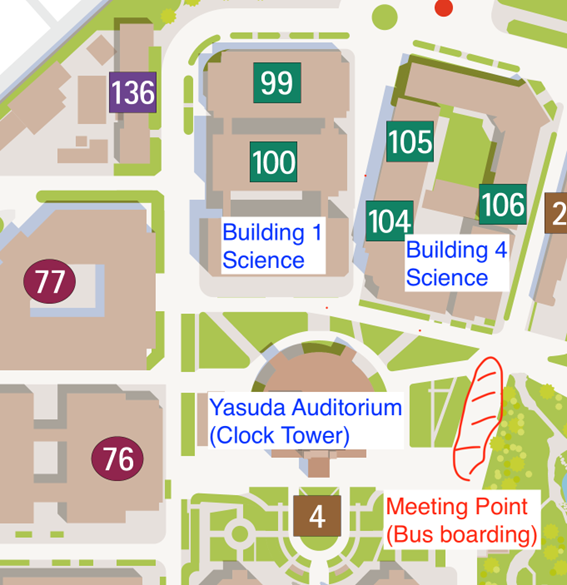 99
136
105
100
106
2
104
Building 1
Science
Building 4
Science
77
Yasuda Auditorium
(Clock Tower)
76
4
Meeting Point
(Bus boarding)